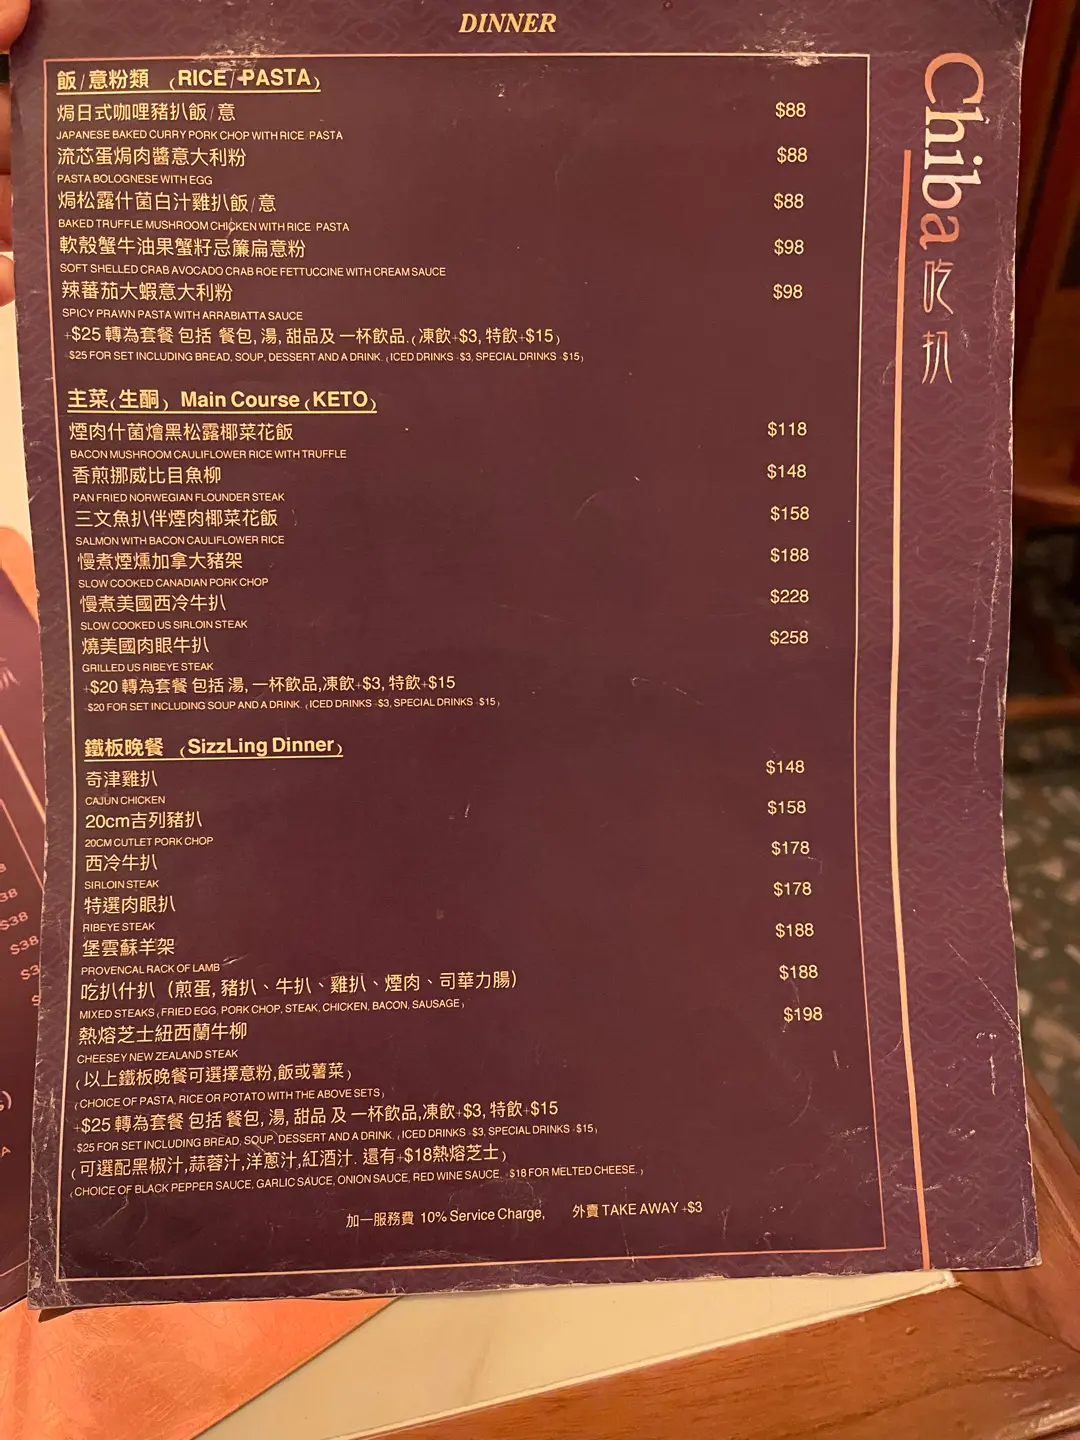 DINNER
飯/意粉類 (RICE/PASTA)
焗日式咖哩豬扒飯/意 $88
JAPANESE BAKED CURRY PORK CHOP WITH RICE/PASTA
流芯蛋焗肉醬意大利粉 $88
PASTA BOLOGNESE WITH EGG
焗松露什菌白汁雞扒飯/意 $88
BAKED TRUFFLE MUSHROOM CHICKEN WITH RICE/PASTA
軟殼蟹牛油果蟹籽忌簾扁意粉 $98
SOFT SHELLED CRAB AVOCADO CRAB ROE FETTUCCINE WITH CREAM SAUCE
辣蕃茄大蝦意大利粉 $98
SPICY PRAWN PASTA WITH ARRABIATTA SAUCE
+$25 轉為套餐 包括 餐包, 湯, 甜品及 一杯飲品.(凍飲+$3, 特飲+$15)
+$25 FOR SET INCLUDING BREAD, SOUP, DESSERT AND A DRINK. (ICED DRINKS +$3, SPECIAL DRINKS +$15)
主菜(生酮) Main Course (KETO)
煙肉什菌燴黑松露椰菜花飯 $118
BACON MUSHROOM CAULIFLOWER RICE WITH TRUFFLE
香煎挪威比目魚柳 $148
PAN FRIED NORWEGIAN FLOUNDER STEAK
三文魚扒伴煙肉椰菜花飯 $158
SALMON WITH BACON CAULIFLOWER RICE
慢煮煙燻加拿大豬架 $188
SLOW COOKED CANADIAN PORK CHOP
慢煮美國西冷牛扒 $228
SLOW COOKED US SIRLOIN STEAK
燒美國肉眼牛扒 $258
GRILLED US RIBEYE STEAK
+$20 轉為套餐 包括 湯, 一杯飲品,凍飲+$3, 特飲+$15
+$20 FOR SET INCLUDING SOUP AND A DRINK. (ICED DRINKS +$3, SPECIAL DRINKS +$15)
鐵板晚餐 (SizzLing Dinner)
奇津雞扒 $148
CAJUN CHICKEN
20cm吉列豬扒 $158
20CM CUTLET PORK CHOP
西冷牛扒 $178
SIRLOIN STEAK
特選肉眼扒 $178
RIBEYE STEAK
堡雲蘇羊架 $188
PROVENCAL RACK OF LAMB
吃扒什扒 (煎蛋, 豬扒、牛扒、雞扒、煙肉、司華力腸) $188
MIXED STEAKS (FRIED EGG, PORK CHOP, STEAK, CHICKEN, BACON, SAUSAGE)
熱熔芝士紐西蘭牛柳 $198
CHEESEY NEW ZEALAND STEAK
(以上鐵板晚餐可選擇意粉,飯或薯菜)
(CHOICE OF PASTA, RICE OR POTATO WITH THE ABOVE SETS)
+$25 轉為套餐 包括 餐包, 湯, 甜品 及 一杯飲品,凍飲+$3, 特飲+$15
+$25 FOR SET INCLUDING BREAD, SOUP, DESSERT AND A DRINK. (ICED DRINKS +$3, SPECIAL DRINKS +$15)
(可選配黑椒汁,蒜蓉汁,洋蔥汁,紅酒汁. 還有+$18熱熔芝士)
(CHOICE OF BLACK PEPPER SAUCE, GARLIC SAUCE, ONION SAUCE, RED WINE SAUCE. +$18 FOR MELTED CHEESE.)
加一服務費 10% Service Charge, 外賣 TAKE AWAY +$3
Chiba 吃扒
$38
$38